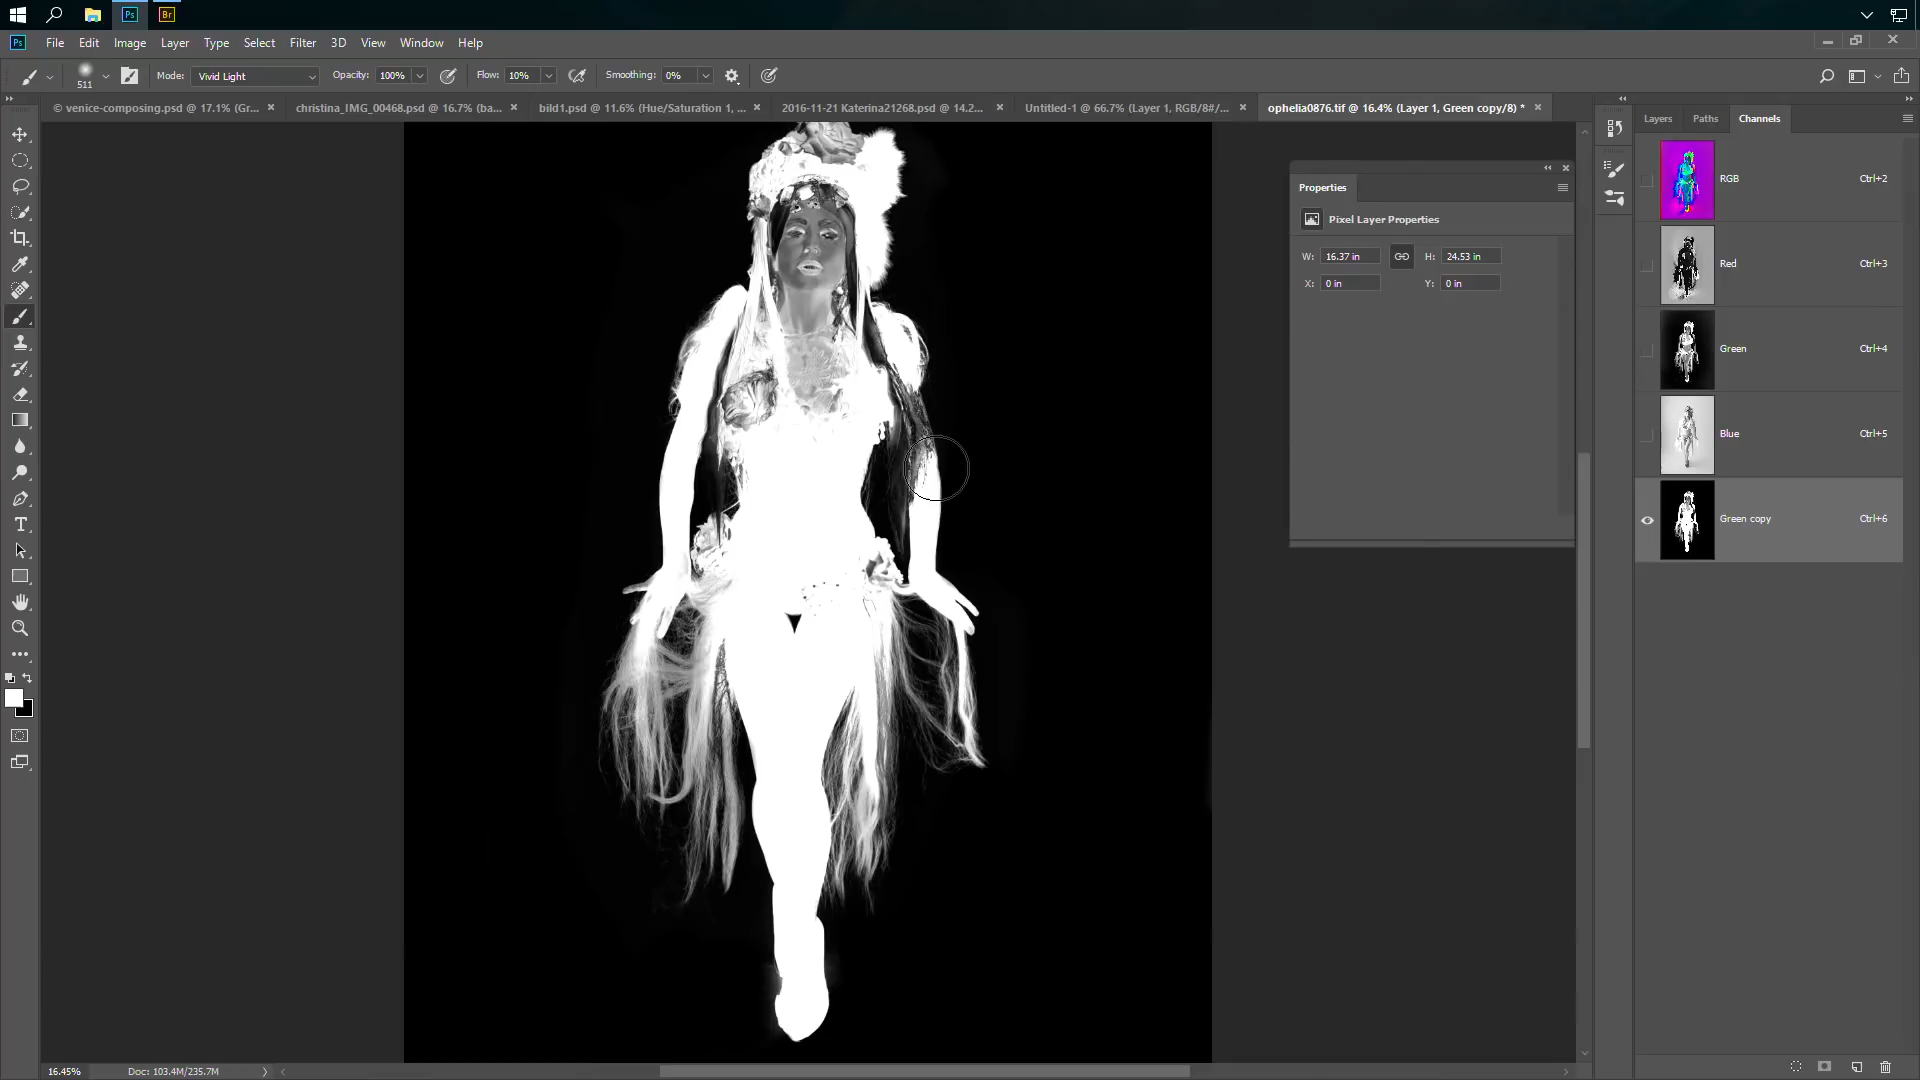 Ps
Br
Ps
File
Edit
Image
Layer
Type
Select
Filter
3D
View
Window
Help
511
Mode:
Vivid Light
Opacity:
100%
Flow:
10%
Smoothing:
0%
© venice-composing.psd @ 17.1% (Gr...
christina_IMG_00468.psd @ 16.7% (ba...
bild1.psd @ 11.6% (Hue/Saturation 1, ...
2016-11-21 Katerina21268.psd @ 14.2...
Untitled-1 @ 66.7% (Layer 1, RGB/8#/...
ophelia0876.tif @ 16.4% (Layer 1, Green copy/8) *
Layers
Paths
Channels
Properties
Pixel Layer Properties
W:
16.37 in
H:
24.53 in
X:
0 in
Y:
0 in
RGB
Ctrl+2
Red
Ctrl+3
Green
Ctrl+4
Blue
Ctrl+5
Green copy
Ctrl+6
16.45%
Doc: 103.4M/235.7M